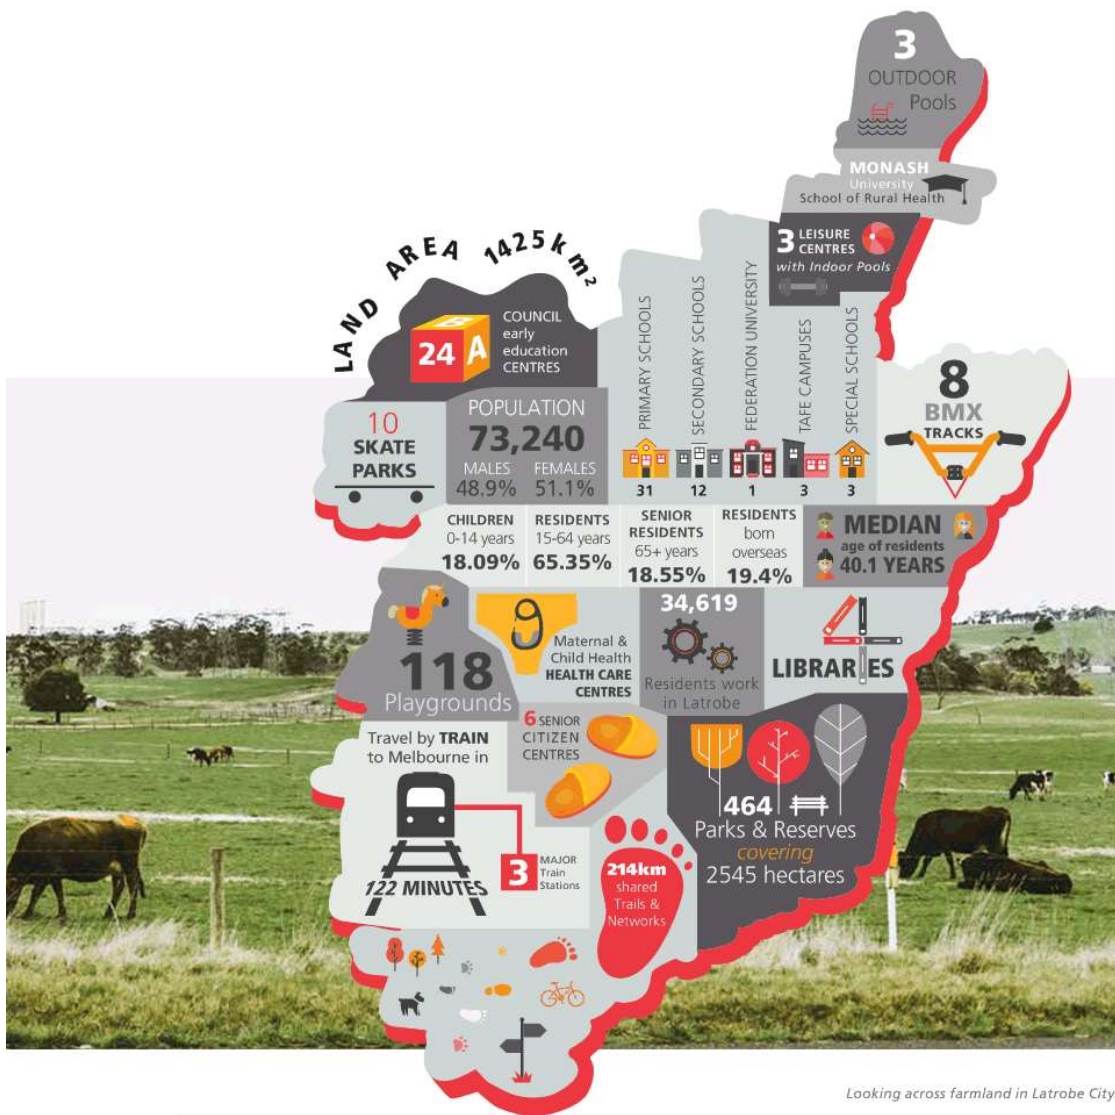 3
OUTDOOR
Pools
MONASH
University
School of Rural Health
3 LEISURE
CENTRES
with Indoor Pools
LAND AREA 1425km²
24
B
A
COUNCIL
early
education
CENTRES
10
SKATE
PARKS
POPULATION
73,240
MALES
48.9%
FEMALES
51.1%
PRIMARY SCHOOLS
31
SECONDARY SCHOOLS
12
FEDERATION UNIVERSITY
1
TAFE CAMPUSES
3
SPECIAL SCHOOLS
3
8
BMX
TRACKS
CHILDREN
0-14 years
18.09%
RESIDENTS
15-64 years
65.35%
SENIOR
RESIDENTS
65+ years
18.55%
RESIDENTS
born
overseas
19.4%
MEDIAN
age of residents
40.1 YEARS
118
Playgrounds
Maternal &
Child Health
HEALTH CARE
CENTRES
34,619
Residents work
in Latrobe
4
LIBRARIES
Travel by TRAIN
to Melbourne in
122 MINUTES
3 MAJOR
Train
Stations
6 SENIOR
CITIZEN
CENTRES
214km
shared
Trails &
Networks
464
Parks & Reserves
covering
2545 hectares
Looking across farmland in Latrobe City